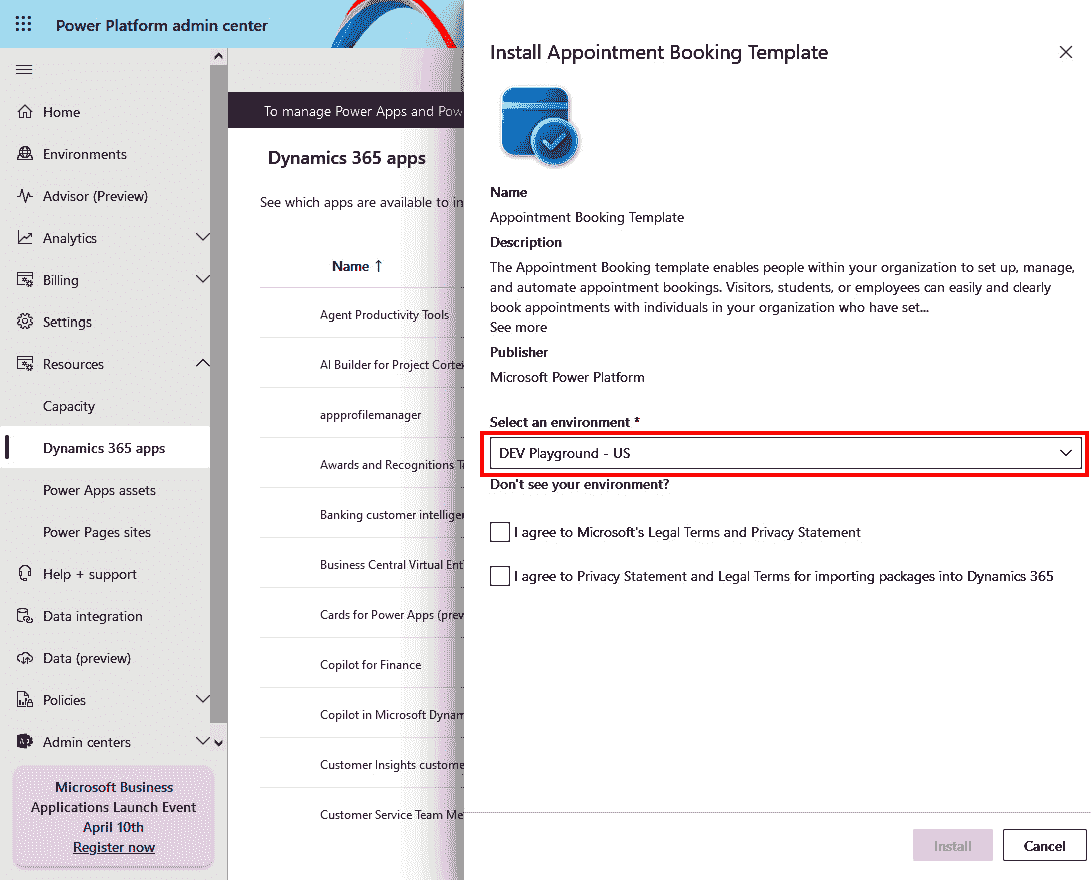 Power Platform admin center
Home
Environments
Advisor (Preview)
Analytics
Billing
Settings
Resources
Capacity
Dynamics 365 apps
Power Apps assets
Power Pages sites
Help + support
Data integration
Data (preview)
Policies
Admin centers
Microsoft Business
Applications Launch Event
April 10th
Register now
To manage Power Apps and Pow
Dynamics 365 apps
See which apps are available to in
Name ↑
Agent Productivity Tools
AI Builder for Project Cortex
appprofilemanager
Awards and Recognitions T
Banking customer intelliger
Business Central Virtual Ent
Cards for Power Apps (prev
Copilot for Finance
Copilot in Microsoft Dynam
Customer Insights custome
Customer Service Team Me
Install Appointment Booking Template
Name
Appointment Booking Template
Description
The Appointment Booking template enables people within your organization to set up, manage,
and automate appointment bookings. Visitors, students, or employees can easily and clearly
book appointments with individuals in your organization who have set...
See more
Publisher
Microsoft Power Platform
Select an environment *
DEV Playground - US
Don't see your environment?
I agree to Microsoft's Legal Terms and Privacy Statement
I agree to Privacy Statement and Legal Terms for importing packages into Dynamics 365
Install
Cancel